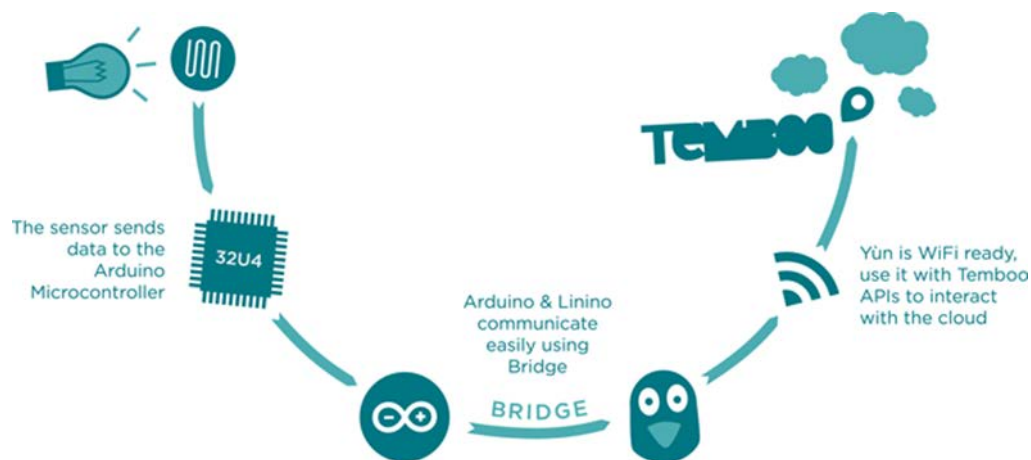 The sensor sends
data to the
Arduino
Microcontroller
32U4
Arduino & Linino
communicate
easily using
Bridge
BRIDGE
TEMBOO
Yùn is WiFi ready,
use it with Temboo
APIs to interact
with the cloud